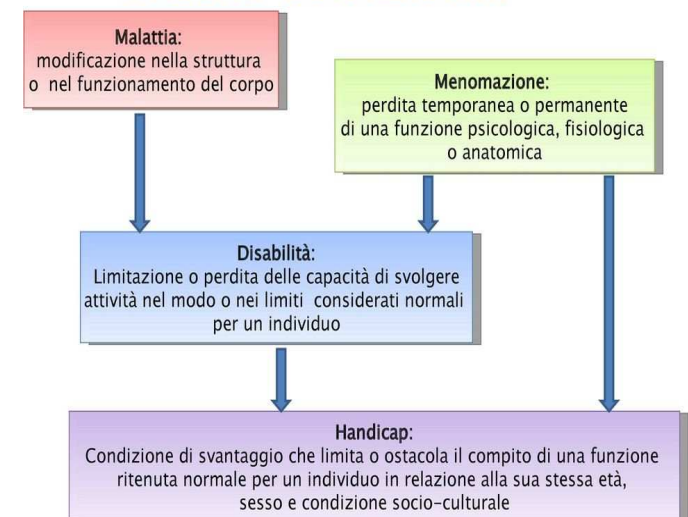 Malattia:
modificazione nella struttura
o nel funzionamento del corpo
Menomazione:
perdita temporanea o permanente
di una funzione psicologica, fisiologica
o anatomica
Disabilità:
Limitazione o perdita delle capacità di svolgere
attività nel modo o nei limiti considerati normali
per un individuo
Handicap:
Condizione di svantaggio che limita o ostacola il compito di una funzione
ritenuta normale per un individuo in relazione alla sua stessa età,
sesso e condizione socio-culturale